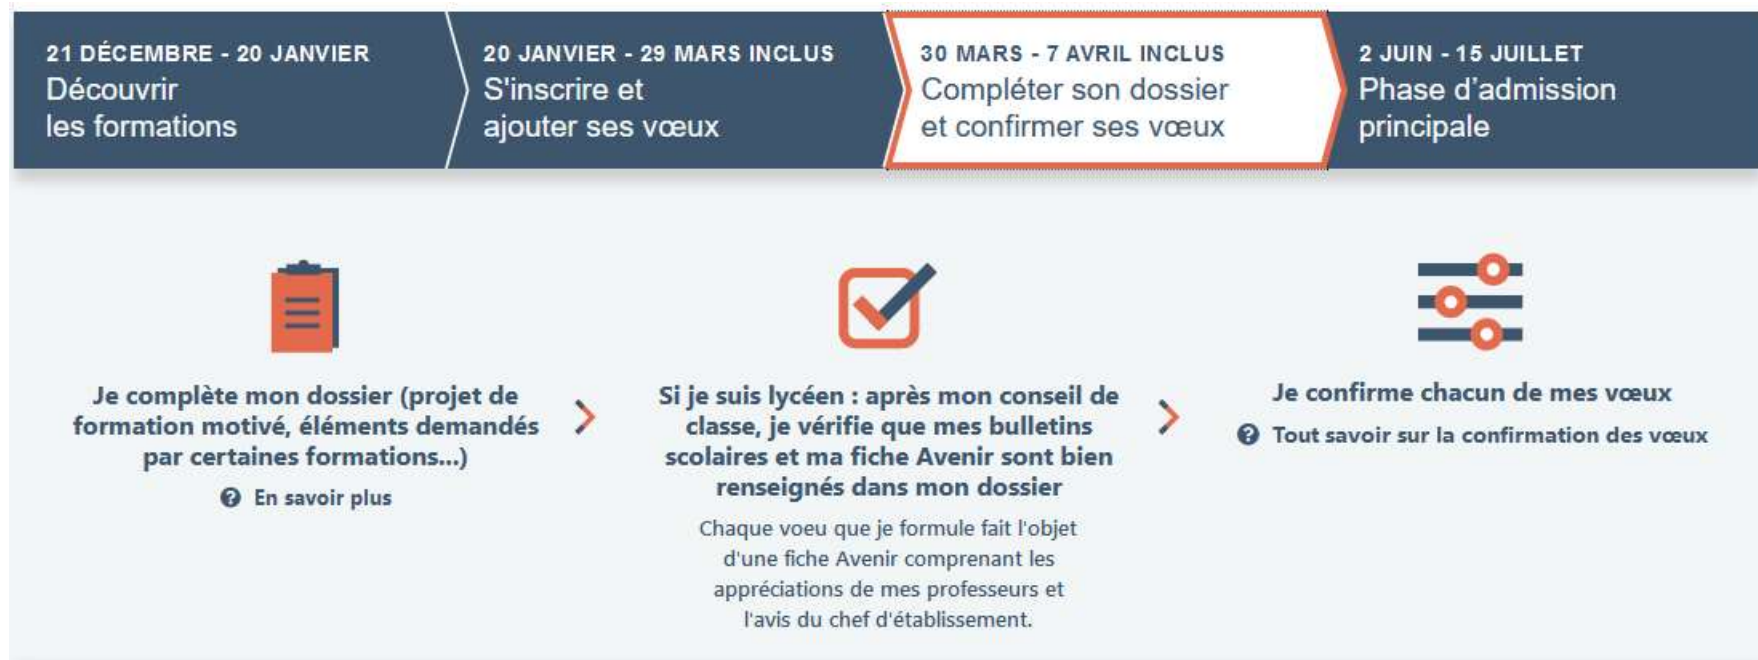 21 DÉCEMBRE - 20 JANVIER
Découvrir
les formations
20 JANVIER - 29 MARS INCLUS
S'inscrire et
ajouter ses vœux
30 MARS - 7 AVRIL INCLUS
Compléter son dossier
et confirmer ses vœux
2 JUIN - 15 JUILLET
Phase d’admission
principale
Je complète mon dossier (projet de
formation motivé, éléments demandés
par certaines formations...)
En savoir plus
Si je suis lycéen : après mon conseil de
classe, je vérifie que mes bulletins
scolaires et ma fiche Avenir sont bien
renseignés dans mon dossier
Chaque voeu que je formule fait l'objet
d'une fiche Avenir comprenant les
appréciations de mes professeurs et
l'avis du chef d'établissement.
Je confirme chacun de mes vœux
Tout savoir sur la confirmation des vœux